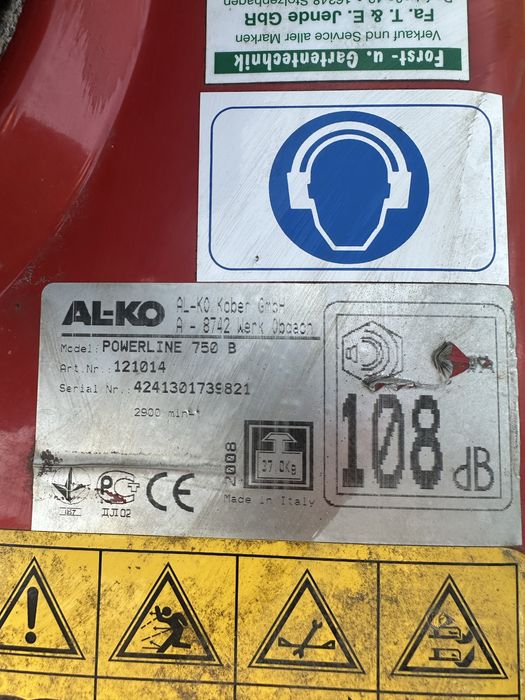 Forst- u. Gartentechnik
Verkauf und Service aller Marken
Fa. T. & E. Jende GbR
16348 Stolzenhagen
AL-KO
AL-KO Kober GmbH
A - 8742 Werk Obdach
Model: POWERLINE 750 B
Art.Nr.: 121014
Serial Nr.: 4241301739821
2900 min-¹
2008
37.0Kg
Made in Italy
108 dB
CE